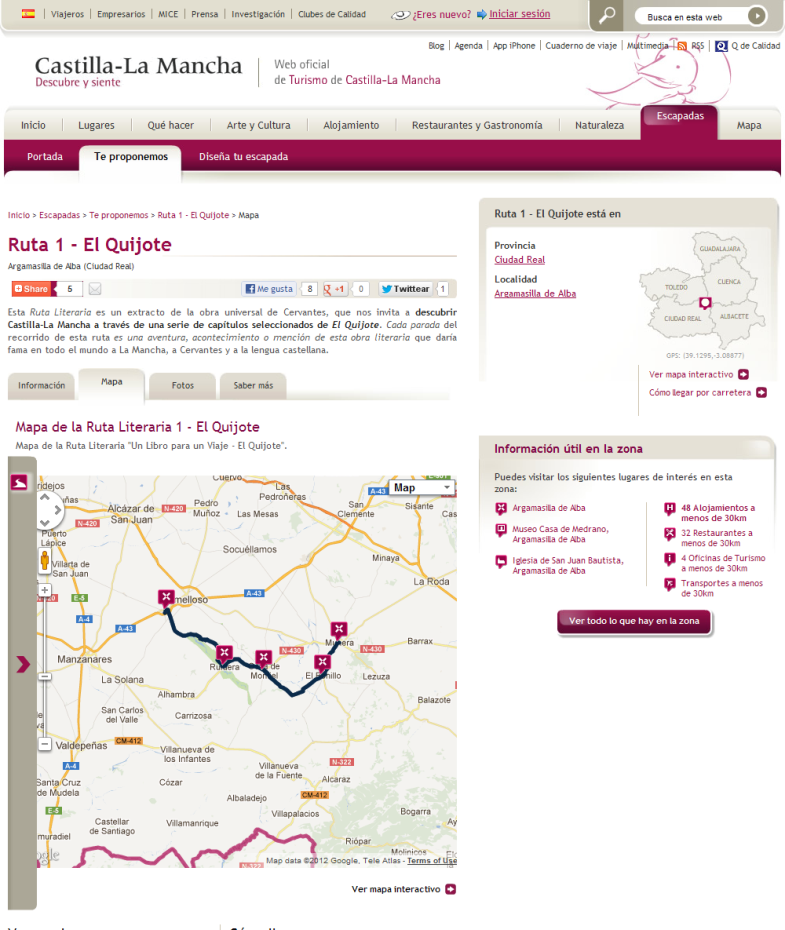 Viajeros | Empresarios | MICE | Prensa | Investigación | Clubes de Calidad
¿Eres nuevo? Iniciar sesión
Busca en esta web
Blog | Agenda | App iPhone | Cuaderno de viaje | Multimedia | RSS | Q de Calidad
Castilla-La Mancha
Descubre y siente
Web oficial
de Turismo de Castilla-La Mancha
Inicio | Lugares | Qué hacer | Arte y Cultura | Alojamiento | Restaurantes y Gastronomía | Naturaleza | Escapadas | Mapa
Portada Te proponemos Diseña tu escapada
Inicio > Escapadas > Te proponemos > Ruta 1 - El Quijote > Mapa
Ruta 1 - El Quijote
Argamasilla de Alba (Ciudad Real)
Share 5
Me gusta 8 +1 0 Twittear 1
Esta Ruta Literaria es un extracto de la obra universal de Cervantes, que nos invita a descubrir
Castilla-La Mancha a través de una serie de capítulos seleccionados de El Quijote. Cada parada del
recorrido de esta ruta es una aventura, acontecimiento o mención de esta obra literaria que daría
fama en todo el mundo a La Mancha, a Cervantes y a la lengua castellana.
Información Mapa Fotos Saber más
Mapa de la Ruta Literaria 1 - El Quijote
Mapa de la Ruta Literaria "Un Libro para un Viaje - El Quijote".
Map
Cuervo
Las
Pedroñeras
A-43
Alcázar de
San Juan
N-420
Pedro
Muñoz
N-420
Las Mesas
San
Clemente
Sisante
N-420
Puerto
Lápice
Villarta de
San Juan
Socuéllamos
Minaya
La Roda
E-5
A-43
A-4
A-43
N-430
N-430
Barrax
Manzanares
La Solana
Lezuza
Alhambra
Balazote
San Carlos
del Valle
Carrizosa
CM-412
Valdepeñas
Villanueva de
los Infantes
A-4
N-322
Villanueva
de la Fuente
Alcaraz
Santa Cruz
de Mudela
Cózar
Albaladejo
CM-412
E-5
Bogarra
Castellar
de Santiago
Villamanrique
Villapalacios
Riópar
Molinicos
N-322
Map data ©2012 Google, Tele Atlas - Terms of Use
Ver mapa interactivo
Ruta 1 - El Quijote está en
Provincia
Ciudad Real
Localidad
Argamasilla de Alba
GUADALAJARA
TOLEDO
CUENCA
CIUDAD REAL
ALBACETE
GPS: (39.1295,-3.08877)
Ver mapa interactivo
Cómo llegar por carretera
Información útil en la zona
Puedes visitar los siguientes lugares de interés en esta
zona:
Argamasilla de Alba
Museo Casa de Medrano,
Argamasilla de Alba
Iglesia de San Juan Bautista,
Argamasilla de Alba
48 Alojamientos a
menos de 30km
32 Restaurantes a
menos de 30km
4 Oficinas de Turismo
a menos de 30km
Transportes a menos
de 30km
Ver todo lo que hay en la zona